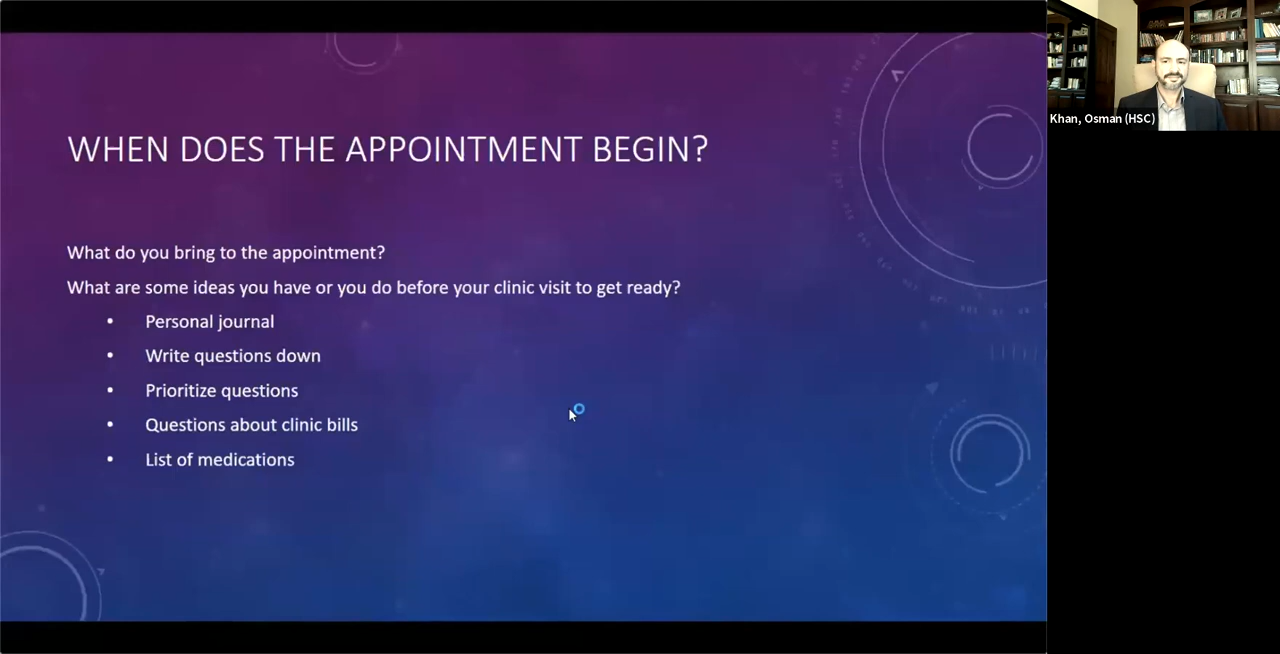 WHEN DOES THE APPOINTMENT BEGIN?
What do you bring to the appointment?
What are some ideas you have or you do before your clinic visit to get ready?
• Personal journal
• Write questions down
• Prioritize questions
• Questions about clinic bills
• List of medications
Khan, Osman (HSC)